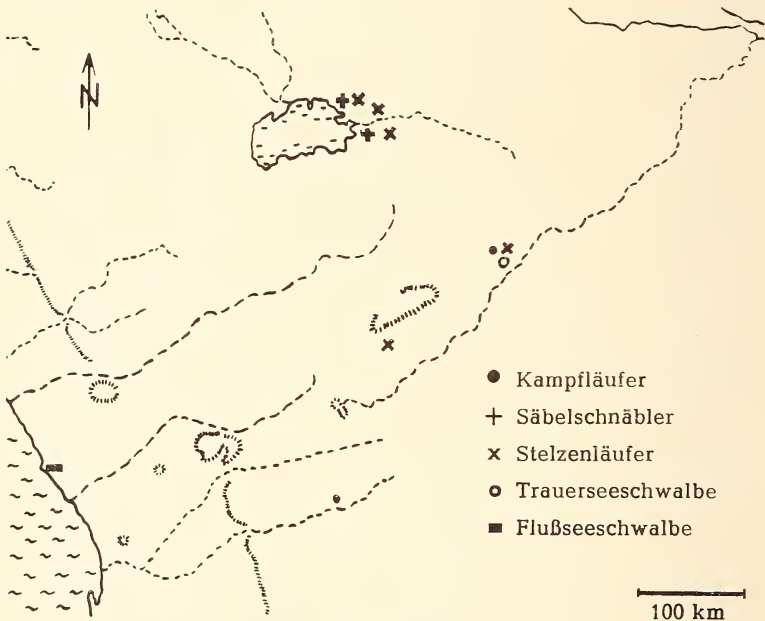 N
Kampfläufer
Säbelschnäbler
Stelzenläufer
Trauerseeschwalbe
Flußseeschwalbe
100 km